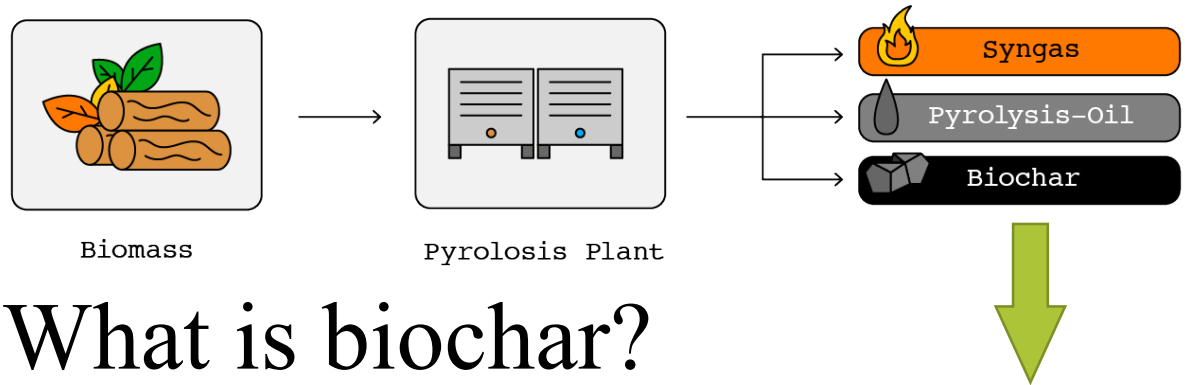 Syngas
Pyrolysis-Oil
Biochar
Biomass
Pyrolosis Plant
What is biochar?